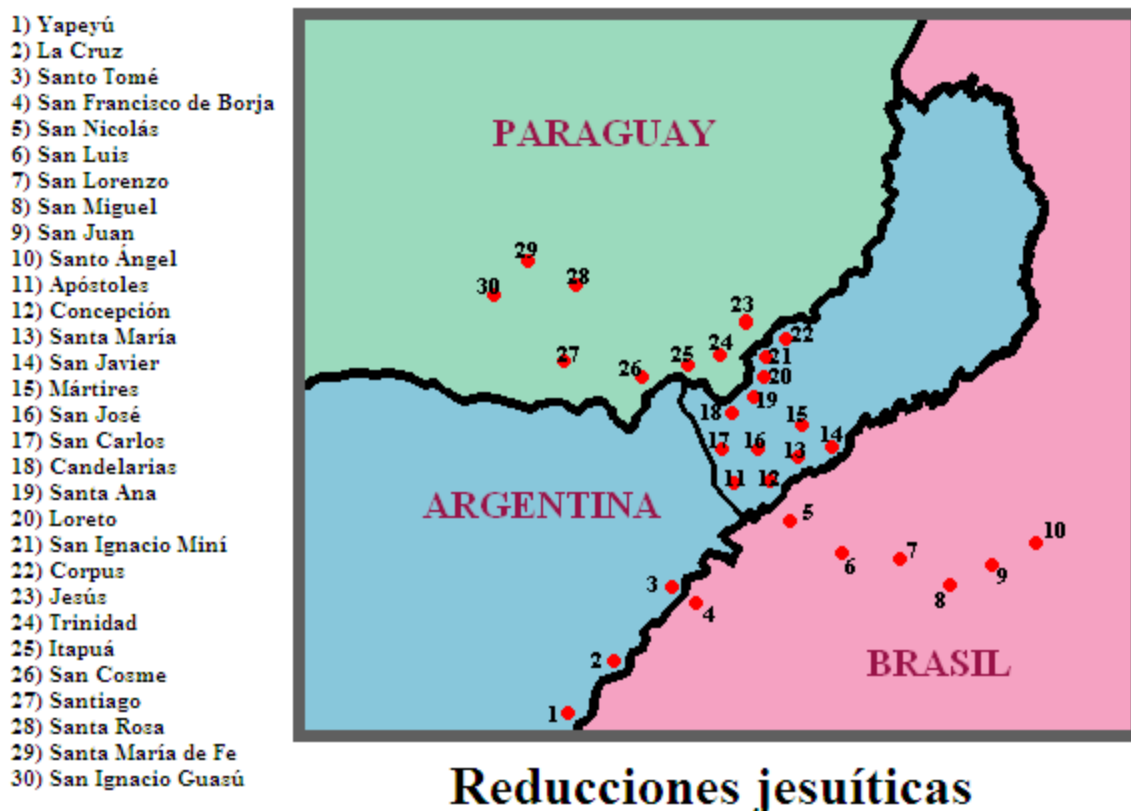 1) Yapeyú
2) La Cruz
3) Santo Tomé
4) San Francisco de Borja
5) San Nicolás
6) San Luis
7) San Lorenzo
8) San Miguel
9) San Juan
10) Santo Ángel
11) Apóstoles
12) Concepción
13) Santa María
14) San Javier
15) Mártires
16) San José
17) San Carlos
18) Candelarias
19) Santa Ana
20) Loreto
21) San Ignacio Miní
22) Corpus
23) Jesús
24) Trinidad
25) Itapuá
26) San Cosme
27) Santiago
28) Santa Rosa
29) Santa María de Fe
30) San Ignacio Guasú
PARAGUAY
29
28
30
23
22
24
21
25
27
26
20
19
18
15
14
17
16
13
11
12
ARGENTINA
5
10
7
6
9
3
8
4
2
BRASIL
1
Reducciones jesuíticas